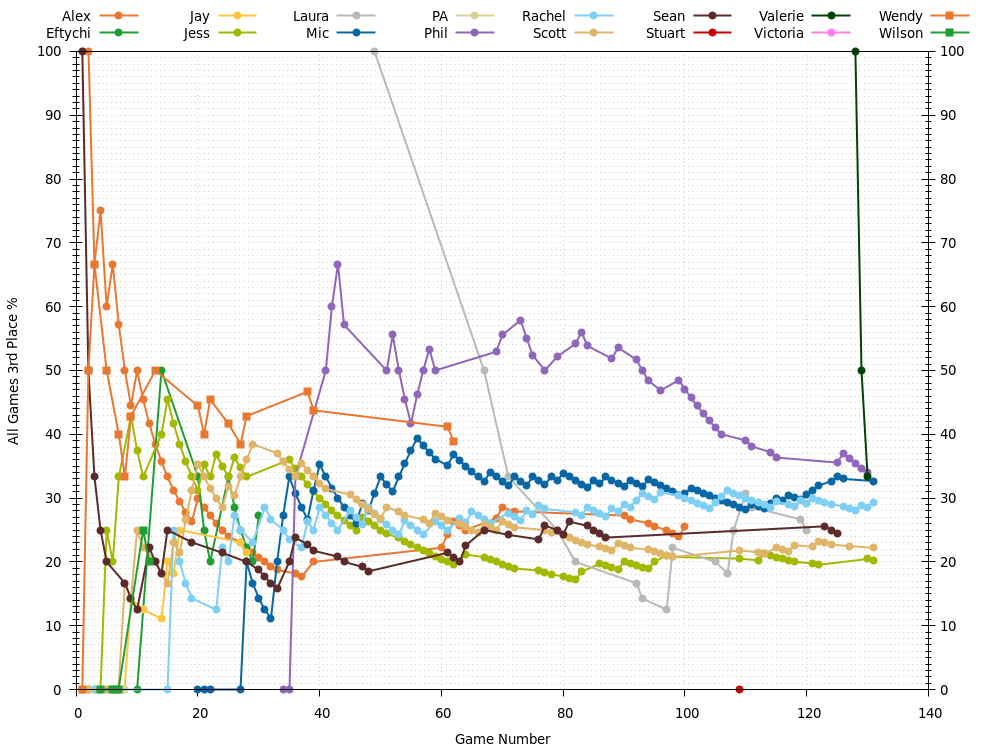 Alex Jay Laura PA Rachel Sean Valerie Wendy
Eftychi Jess Mic Phil Scott Stuart Victoria Wilson
100 100
90 90
80 80
70 70
60 60
50 50
40 40
30 30
20 20
10 10
0 0
0 20 40 60 80 100 120 140
All Games 3rd Place %
Game Number